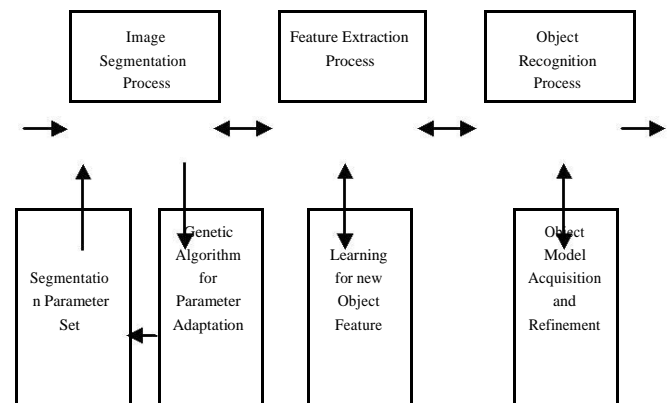 Image
Segmentation
Process
Feature Extraction
Process
Object
Recognition
Process
Segmentatio
n Parameter
Set
Genetic
Algorithm
for
Parameter
Adaptation
Learning
for new
Object
Feature
Object
Model
Acquisition
and
Refinement